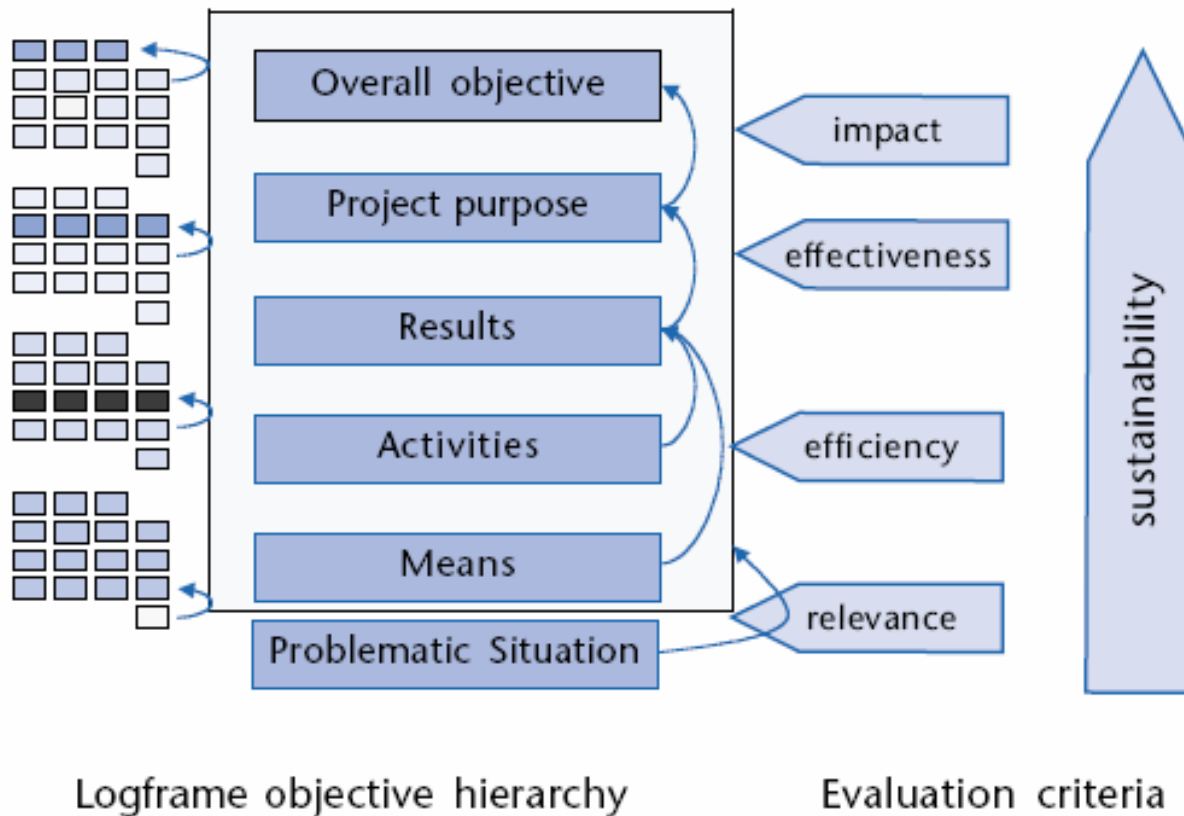 Overall objective
impact
Project purpose
effectiveness
Results
sustainability
Activities
efficiency
Means
relevance
Problematic Situation
Logframe objective hierarchy
Evaluation criteria